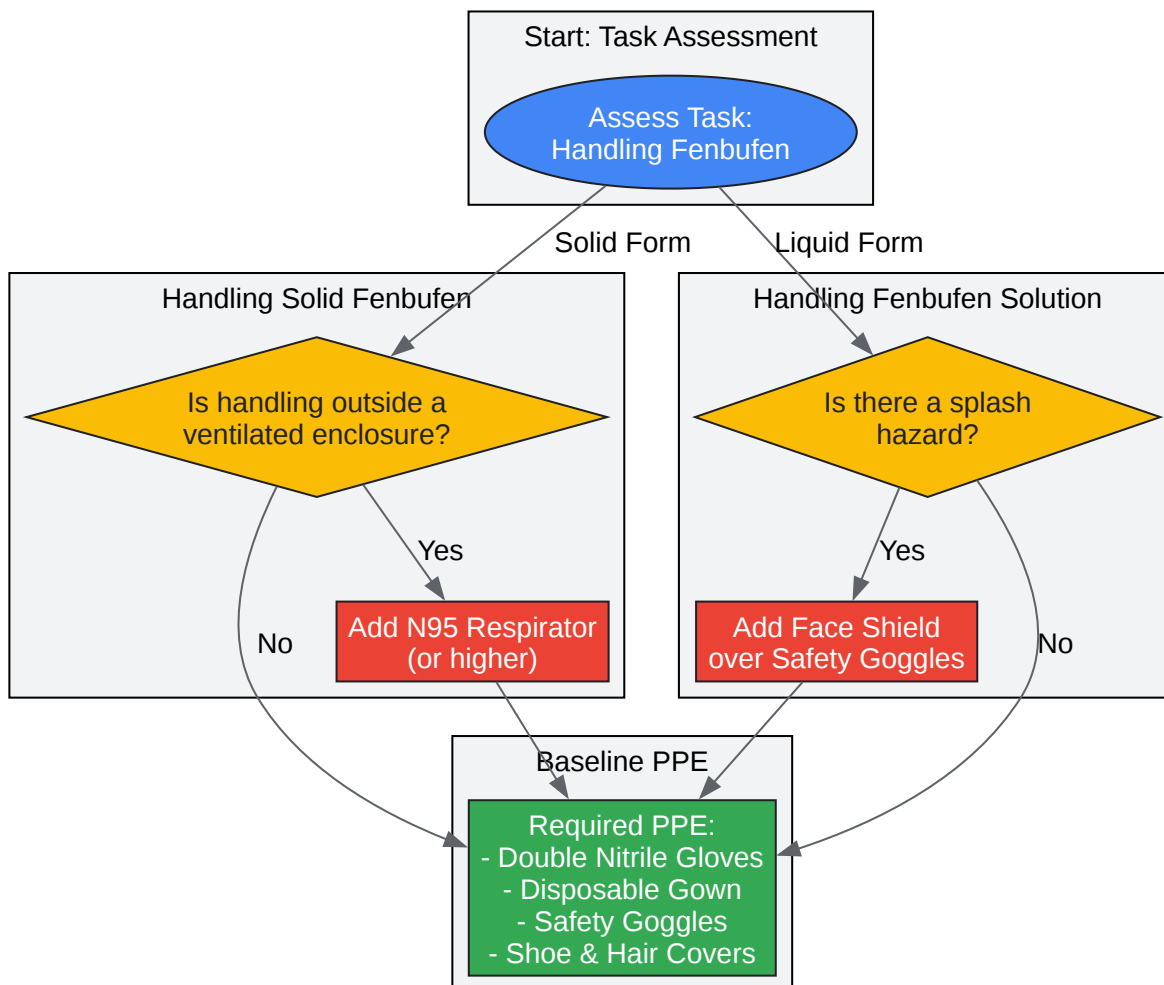 Start: Task Assessment
Assess Task:
Handling Fenbufen
Solid Form
Liquid Form
Handling Solid Fenbufen
Handling Fenbufen Solution
Is handling outside a
ventilated enclosure?
Is there a splash
hazard?
Yes
Yes
Add N95 Respirator
(or higher)
Add Face Shield
over Safety Goggles
No
No
Baseline PPE
Required PPE:
- Double Nitrile Gloves
- Disposable Gown
- Safety Goggles
- Shoe & Hair Covers